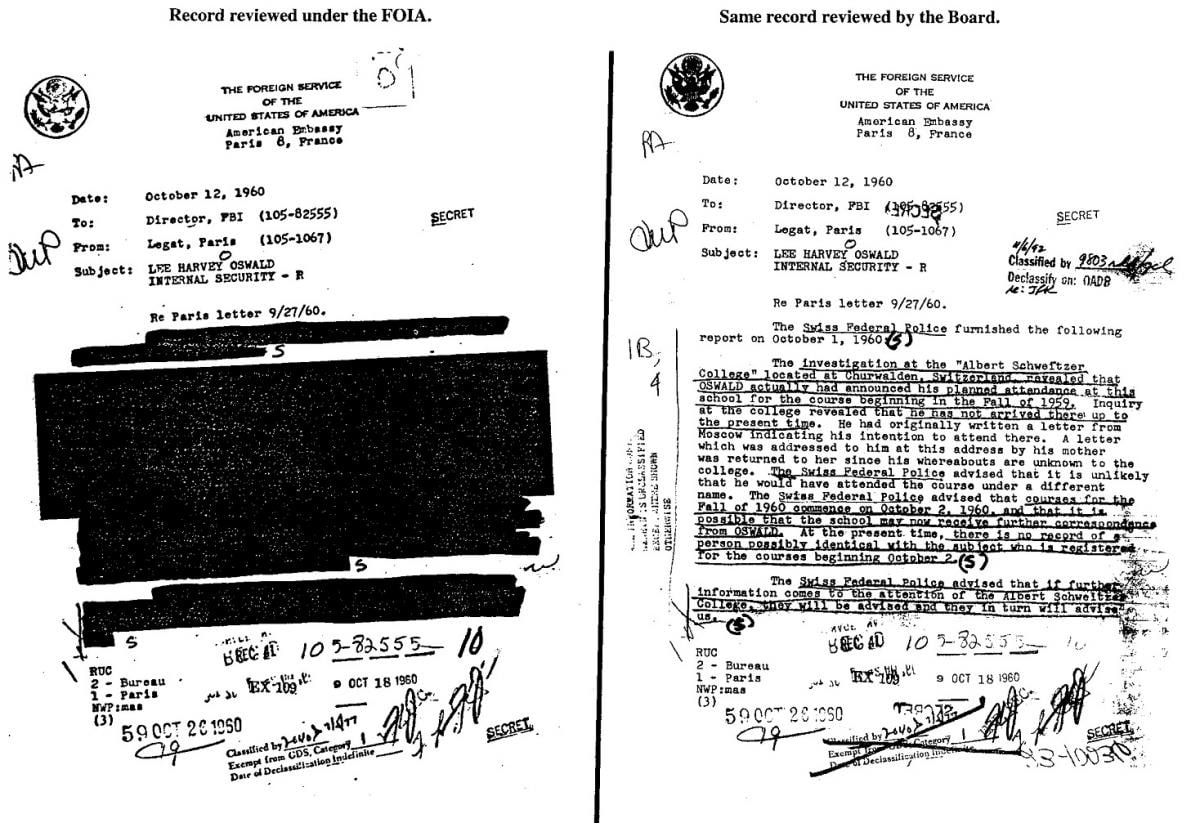 Record reviewed under the FOIA.
THE FOREIGN SERVICE
OF THE
UNITED STATES OF AMERICA
American Embassy
Paris 8, France
Date: October 12, 1960
To: Director, FBI (105-82555)
SECRET
From: Legat, Paris (105-1067)
Subject: LEE HARVEY OSWALD
INTERNAL SECURITY - R
Re Paris letter 9/27/60.
S
S
S
REC 40 105-82555 10
RUC
2 - Bureau
1 - Paris
NWP:mas
(3)
EX-109
9 OCT 18 1960
59 OCT 26 1960
Classified by 2040
Exempt from GDS, Category 1
Date of Declassification Indefinite
SECRET
Same record reviewed by the Board.
THE FOREIGN SERVICE
OF THE
UNITED STATES OF AMERICA
American Embassy
Paris 8, France
Date: October 12, 1960
To: Director, FBI (105-82555)
SECRET
SECRET
From: Legat, Paris (105-1067)
Subject: LEE HARVEY OSWALD
INTERNAL SECURITY - R
Classified by 9803
Declassify on: OADR
re: JFK
Re Paris letter 9/27/60.
The Swiss Federal Police furnished the following
report on October 1, 1960: (S)
1B,
4
The investigation at the "Albert Schweftzer
College" located at Churwalden, Switzerland, revealed that
OSWALD actually had announced his planned attendance at this
school for the course beginning in the Fall of 1959. Inquiry
at the college revealed that he has not arrived there up to
the present time. He had originally written a letter from
Moscow indicating his intention to attend there. A letter
which was addressed to him at this address by his mother
was returned to her since his whereabouts are unknown to the
college. The Swiss Federal Police advised that it is unlikely
that he would have attended the course under a different
name. The Swiss Federal Police advised that courses for the
Fall of 1960 commence on October 2, 1960, and that it is
possible that the school may now receive further correspondence
from OSWALD. At the present time, there is no record of a
person possibly identical with the subject who is registered
for the courses beginning October 2. (S)
The Swiss Federal Police advised that if further
information comes to the attention of the Albert Schweitzer
College, they will be advised and they in turn will advise
us. (S)
OTHERWISE
REC 40 105-82555 10
RUC
2 - Bureau
1 - Paris
NWP:mas
(3)
EX-109
9 OCT 18 1960
59 OCT 26 1960
SECRET
Classified by 2040
Exempt from GDS, Category 1
Date of Declassification Indefinite
SECRET